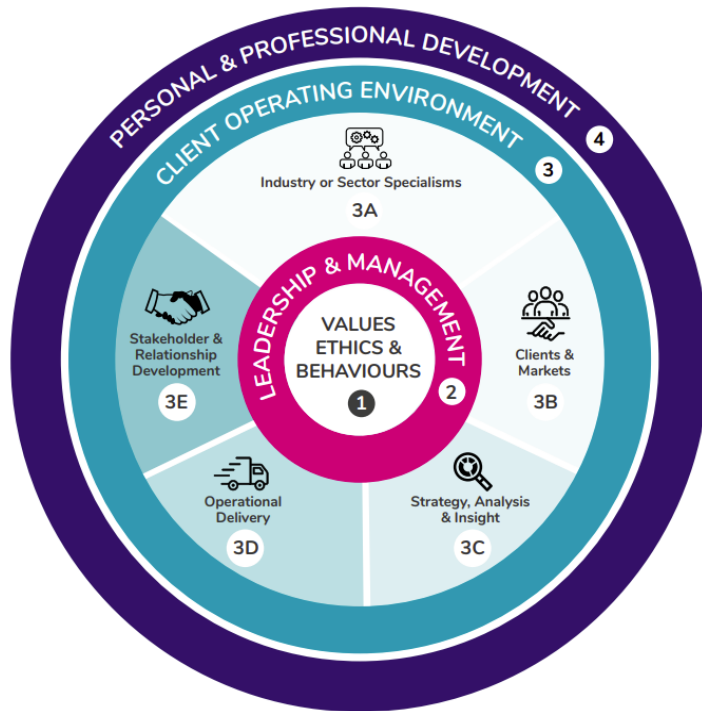 PERSONAL & PROFESSIONAL DEVELOPMENT
4
CLIENT OPERATING ENVIRONMENT
3
Industry or Sector Specialisms
3A
LEADERSHIP & MANAGEMENT
2
VALUES
ETHICS &
BEHAVIOURS
1
Clients &
Markets
3B
Strategy, Analysis
& Insight
3C
Operational
Delivery
3D
Stakeholder &
Relationship
Development
3E